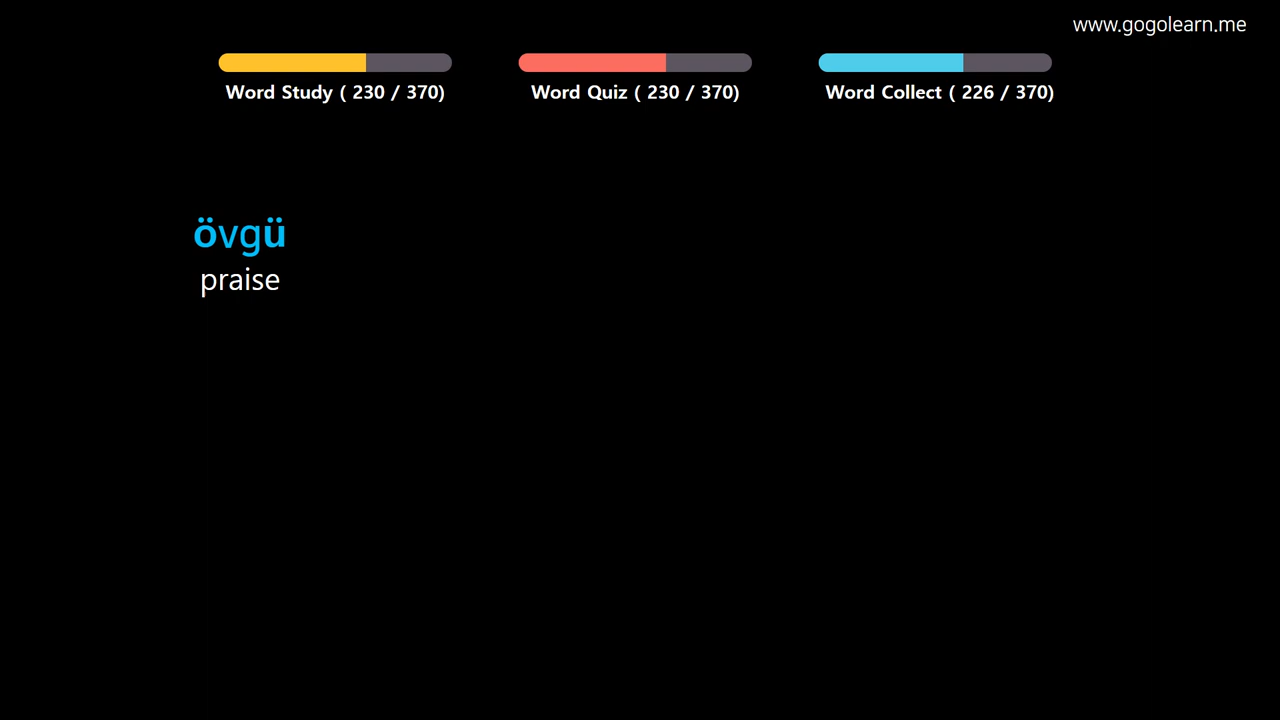 www.gogolearn.me
Word Study ( 230 / 370)
Word Quiz ( 230 / 370)
Word Collect ( 226 / 370)
övgü
praise